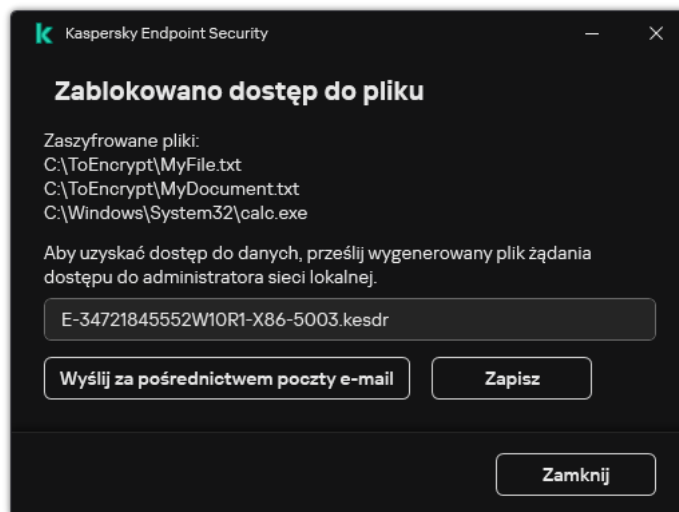 Kaspersky Endpoint Security
Zablokowano dostęp do pliku
Zaszyfrowane pliki:
C:\ToEncrypt\MyFile.txt
C:\ToEncrypt\MyDocument.txt
C:\Windows\System32\calc.exe
Aby uzyskać dostęp do danych, prześlij wygenerowany plik żądania
dostępu do administratora sieci lokalnej.
E-34721845552W10R1-X86-5003.kesdr
Wyślij za pośrednictwem poczty e-mail
Zapisz
Zamknij